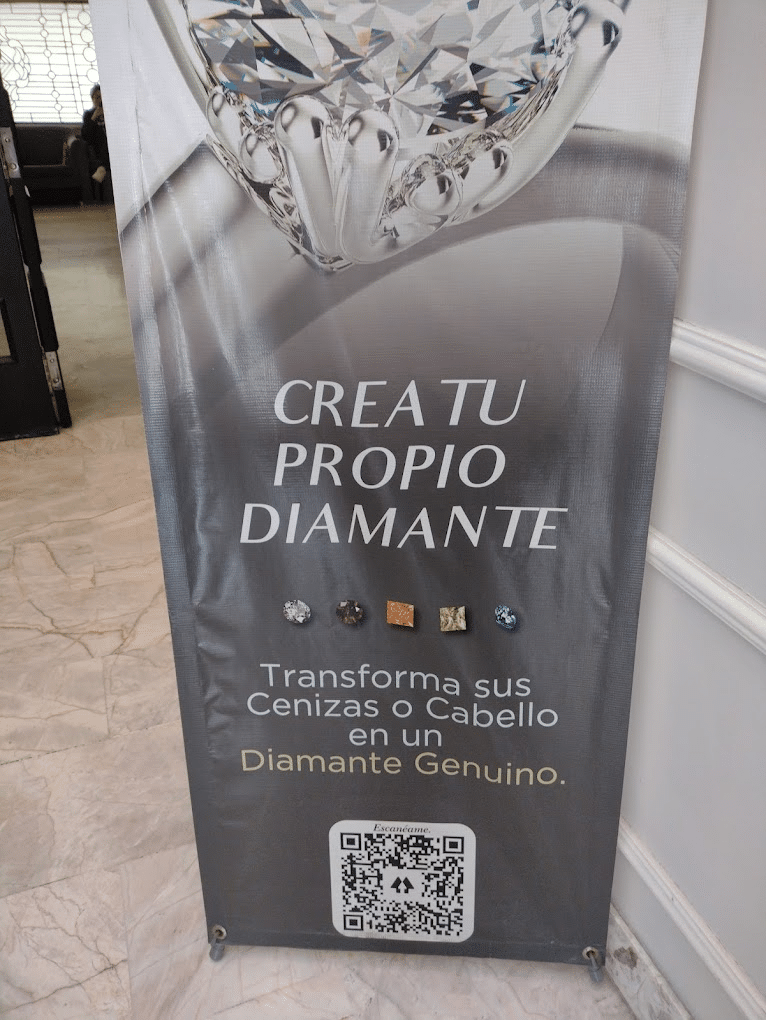 CREA TU
PROPIO
DIAMANTE
Transforma sus
Cenizas o Cabello
en un
Diamante Genuino.
Escanéame.